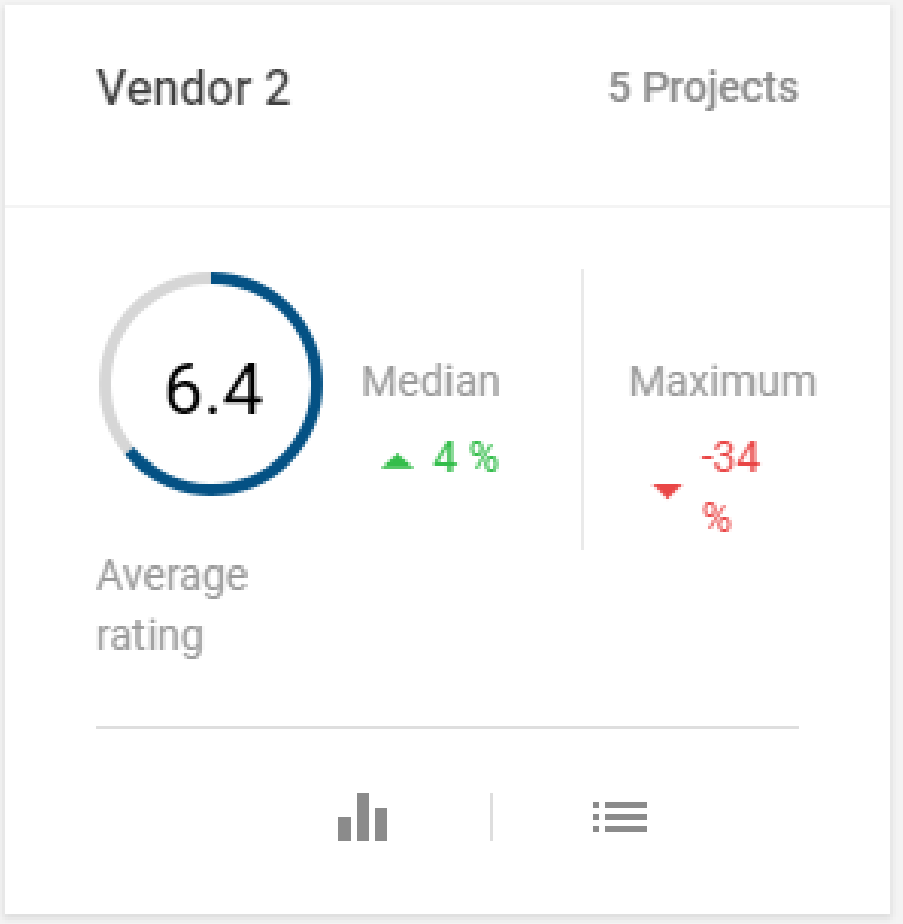 Vendor 2
5 Projects
6.4
Average
rating
Median
4 %
Maximum
-34
%